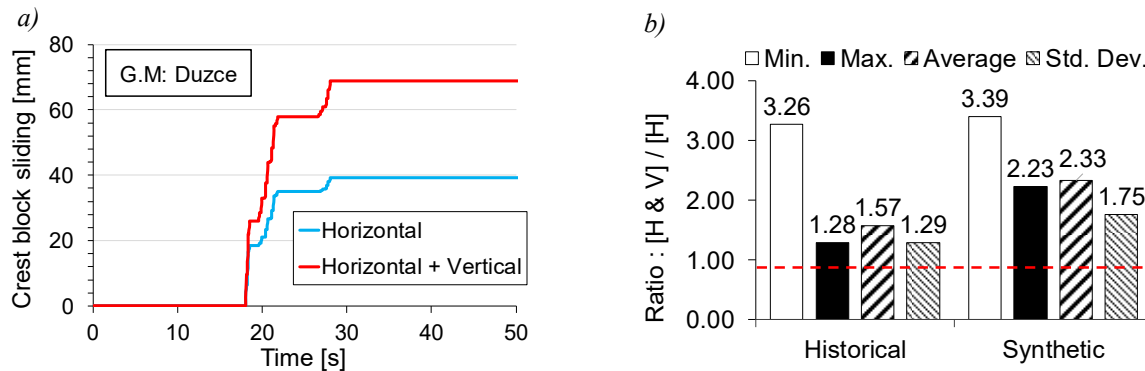 a)
Crest block sliding [mm]
80
60
40
20
0
G.M: Duzce
Horizontal
Horizontal + Vertical
0 10 20 30 40 50
Time [s]
b)
Min. Max. Average Std. Dev.
Ratio : [H & V] / [H]
4.00
3.00
2.00
1.00
0.00
3.26 1.28 1.57 1.29
3.39 2.23 2.33 1.75
Historical Synthetic